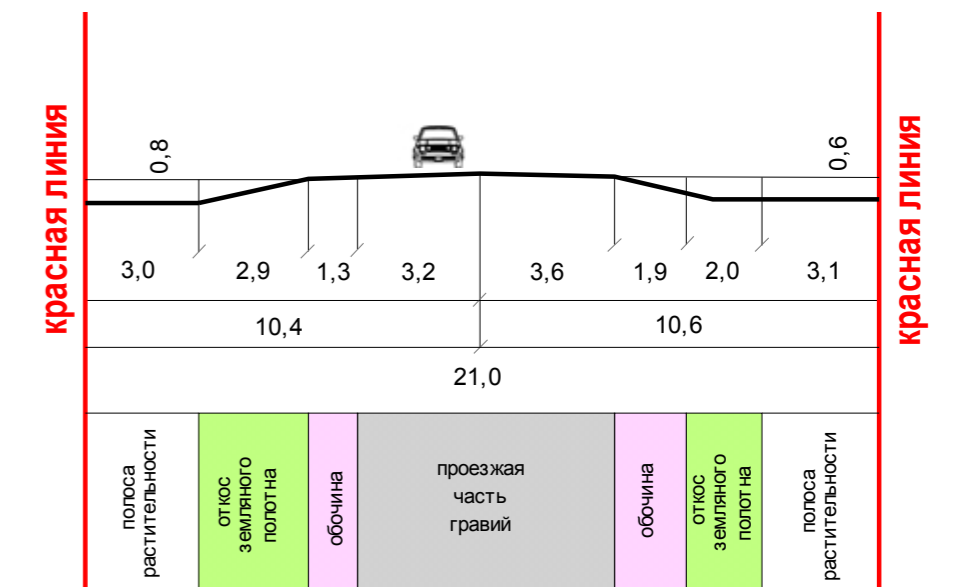 красная линия
0,8
0,6
красная линия
3,0
2,9
1,3
3,2
3,6
1,9
2,0
3,1
10,4
10,6
21,0
полоса
растительности
откос
земляного
полотна
обочина
проезжая
часть
гравий
обочина
откос
земляного
полотна
полоса
растительности